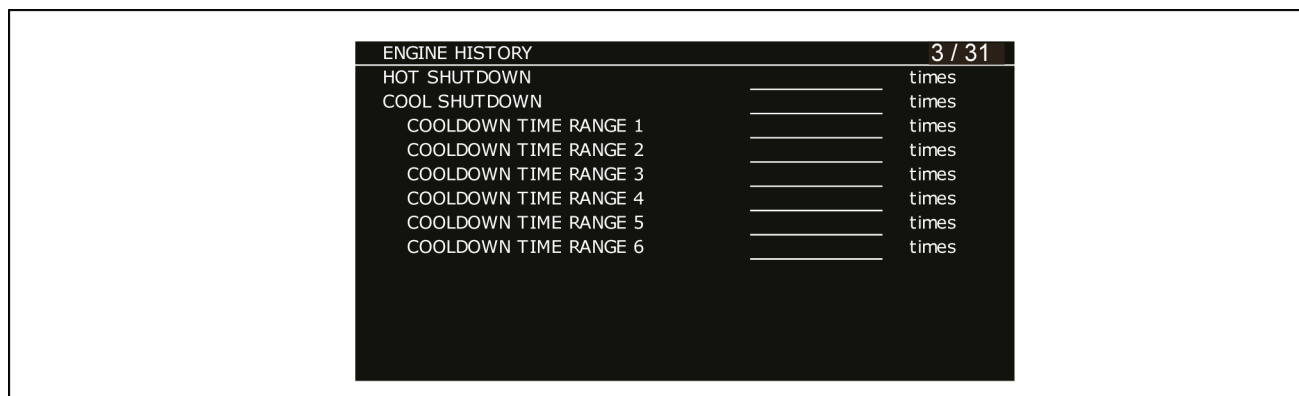 ENGINE HISTORY 3 / 31
HOT SHUTDOWN times
COOL SHUTDOWN times
COOLDOWN TIME RANGE 1 times
COOLDOWN TIME RANGE 2 times
COOLDOWN TIME RANGE 3 times
COOLDOWN TIME RANGE 4 times
COOLDOWN TIME RANGE 5 times
COOLDOWN TIME RANGE 6 times